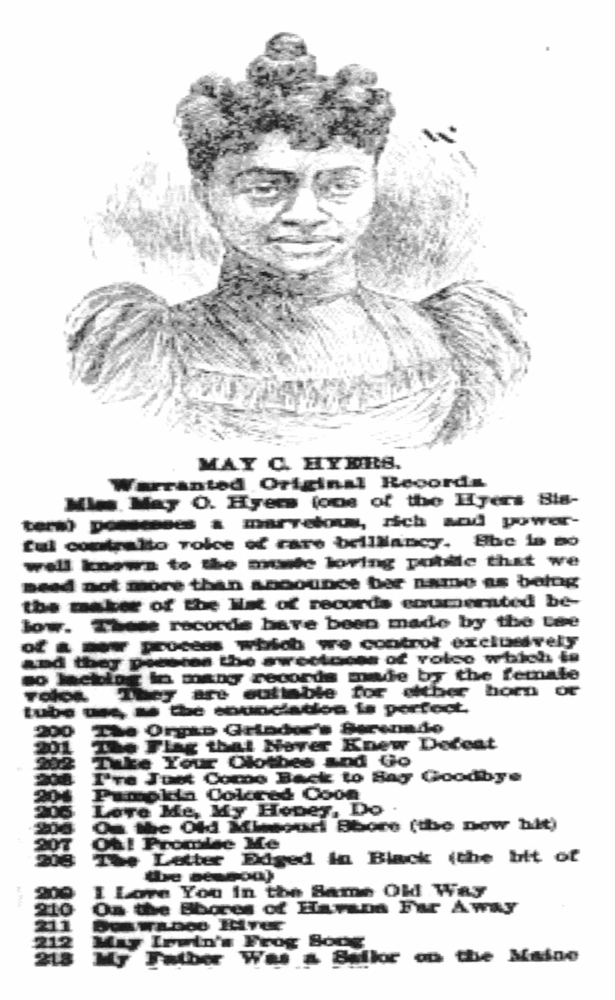 MAY C. HYERS.
Warranted Original Records
Miss May C. Hyers (one of the Hyers Sis-
ters) possesses a marvelous, rich and power-
ful contralto voice of rare brilliancy. She is so
well known to the music loving public that we
need not more than announce her name as being
the maker of the list of records enumerated be-
low. These records have been made by the use
of a new process which we control exclusively
and they possess the sweetness of voice which is
so lacking in many records made by the female
voice. They are suitable for either horn or
tube use, as the enunciation is perfect.
200 The Organ Grinder's Serenade
201 The Flag that Never Knew Defeat
202 Take Your Clothes and Go
203 I've Just Come Back to Say Goodbye
204 Pumpkin Colored Coon
205 Love Me, My Honey, Do
206 On the Old Missouri Shore (the new hit)
207 Oh! Promise Me
208 The Letter Edged in Black (the hit of
the season)
209 I Love You in the Same Old Way
210 On the Shores of Havana Far Away
211 Suawanee River
212 May Irwin's Frog Song
213 My Father Was a Sailor on the Maine